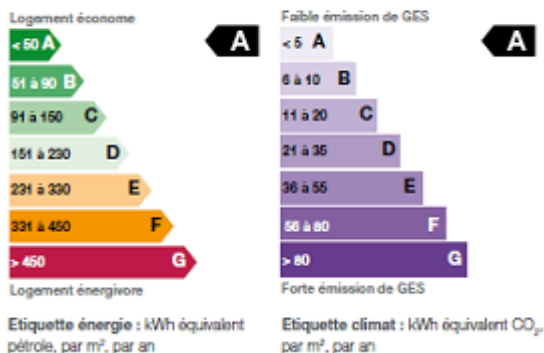 Logement économe
< 50 A
A
51 à 90 B
91 à 150 C
151 à 230 D
231 à 330 E
331 à 450 F
> 450 G
Logement énergivore
Etiquette énergie : kWh équivalent
pétrole, par m², par an
Faible émission de GES
< 5 A
A
6 à 10 B
11 à 20 C
21 à 35 D
36 à 55 E
56 à 80 F
> 80 G
Forte émission de GES
Etiquette climat : kWh équivalent CO₂,
par m², par an